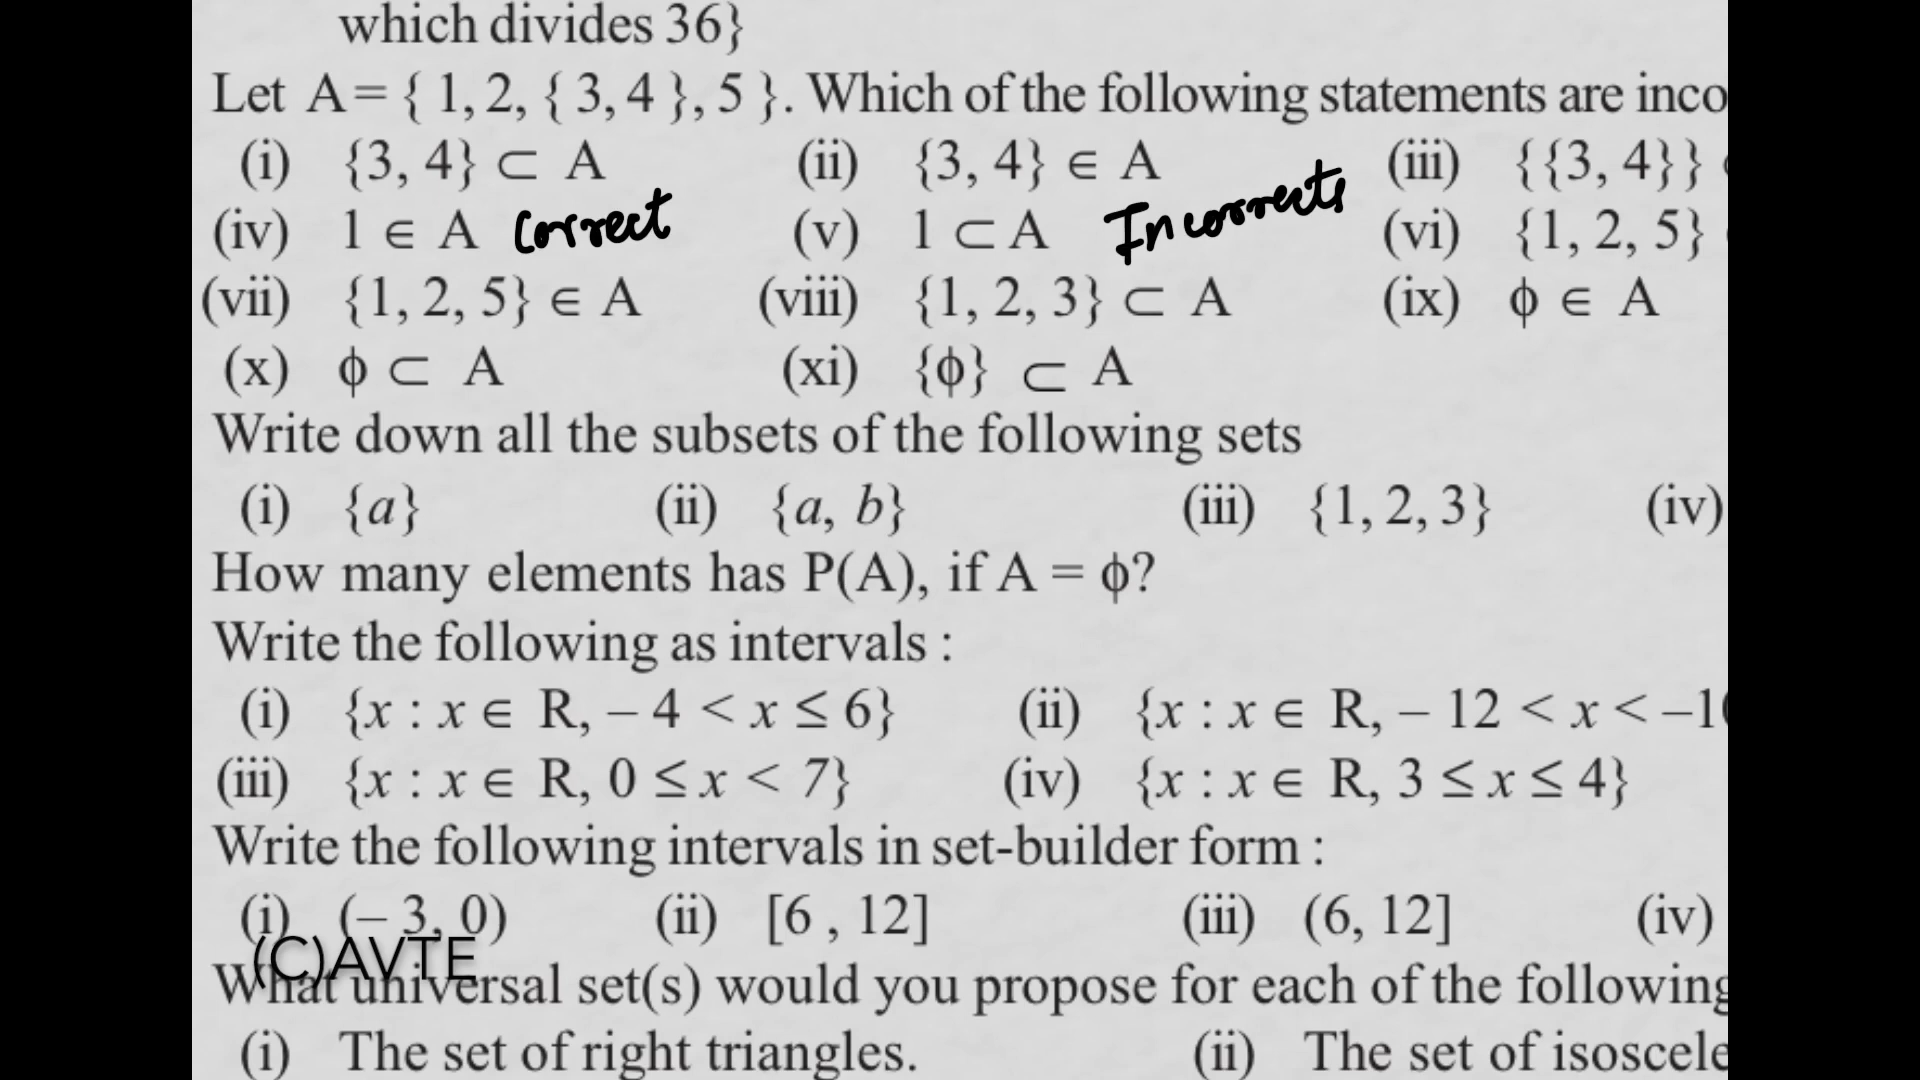 which divides 36}
Let A = { 1, 2, { 3, 4 }, 5 }. Which of the following statements are inco
(i) {3, 4} ⊂ A (ii) {3, 4} ∈ A (iii) {{3, 4}}
(iv) 1 ∈ A Correct (v) 1 ⊂ A Incorrects (vi) {1, 2, 5}
(vii) {1, 2, 5} ∈ A (viii) {1, 2, 3} ⊂ A (ix) ϕ ∈ A
(x) ϕ ⊂ A (xi) {ϕ} ⊂ A
Write down all the subsets of the following sets
(i) {a} (ii) {a, b} (iii) {1, 2, 3} (iv)
How many elements has P(A), if A = ϕ?
Write the following as intervals :
(i) {x : x ∈ R, – 4 < x ≤ 6} (ii) {x : x ∈ R, – 12 < x < –1
(iii) {x : x ∈ R, 0 ≤ x < 7} (iv) {x : x ∈ R, 3 ≤ x ≤ 4}
Write the following intervals in set-builder form :
(i) (– 3, 0) (ii) [6 , 12] (iii) (6, 12] (iv)
(C)AVTE
What universal set(s) would you propose for each of the following
(i) The set of right triangles. (ii) The set of isoscele